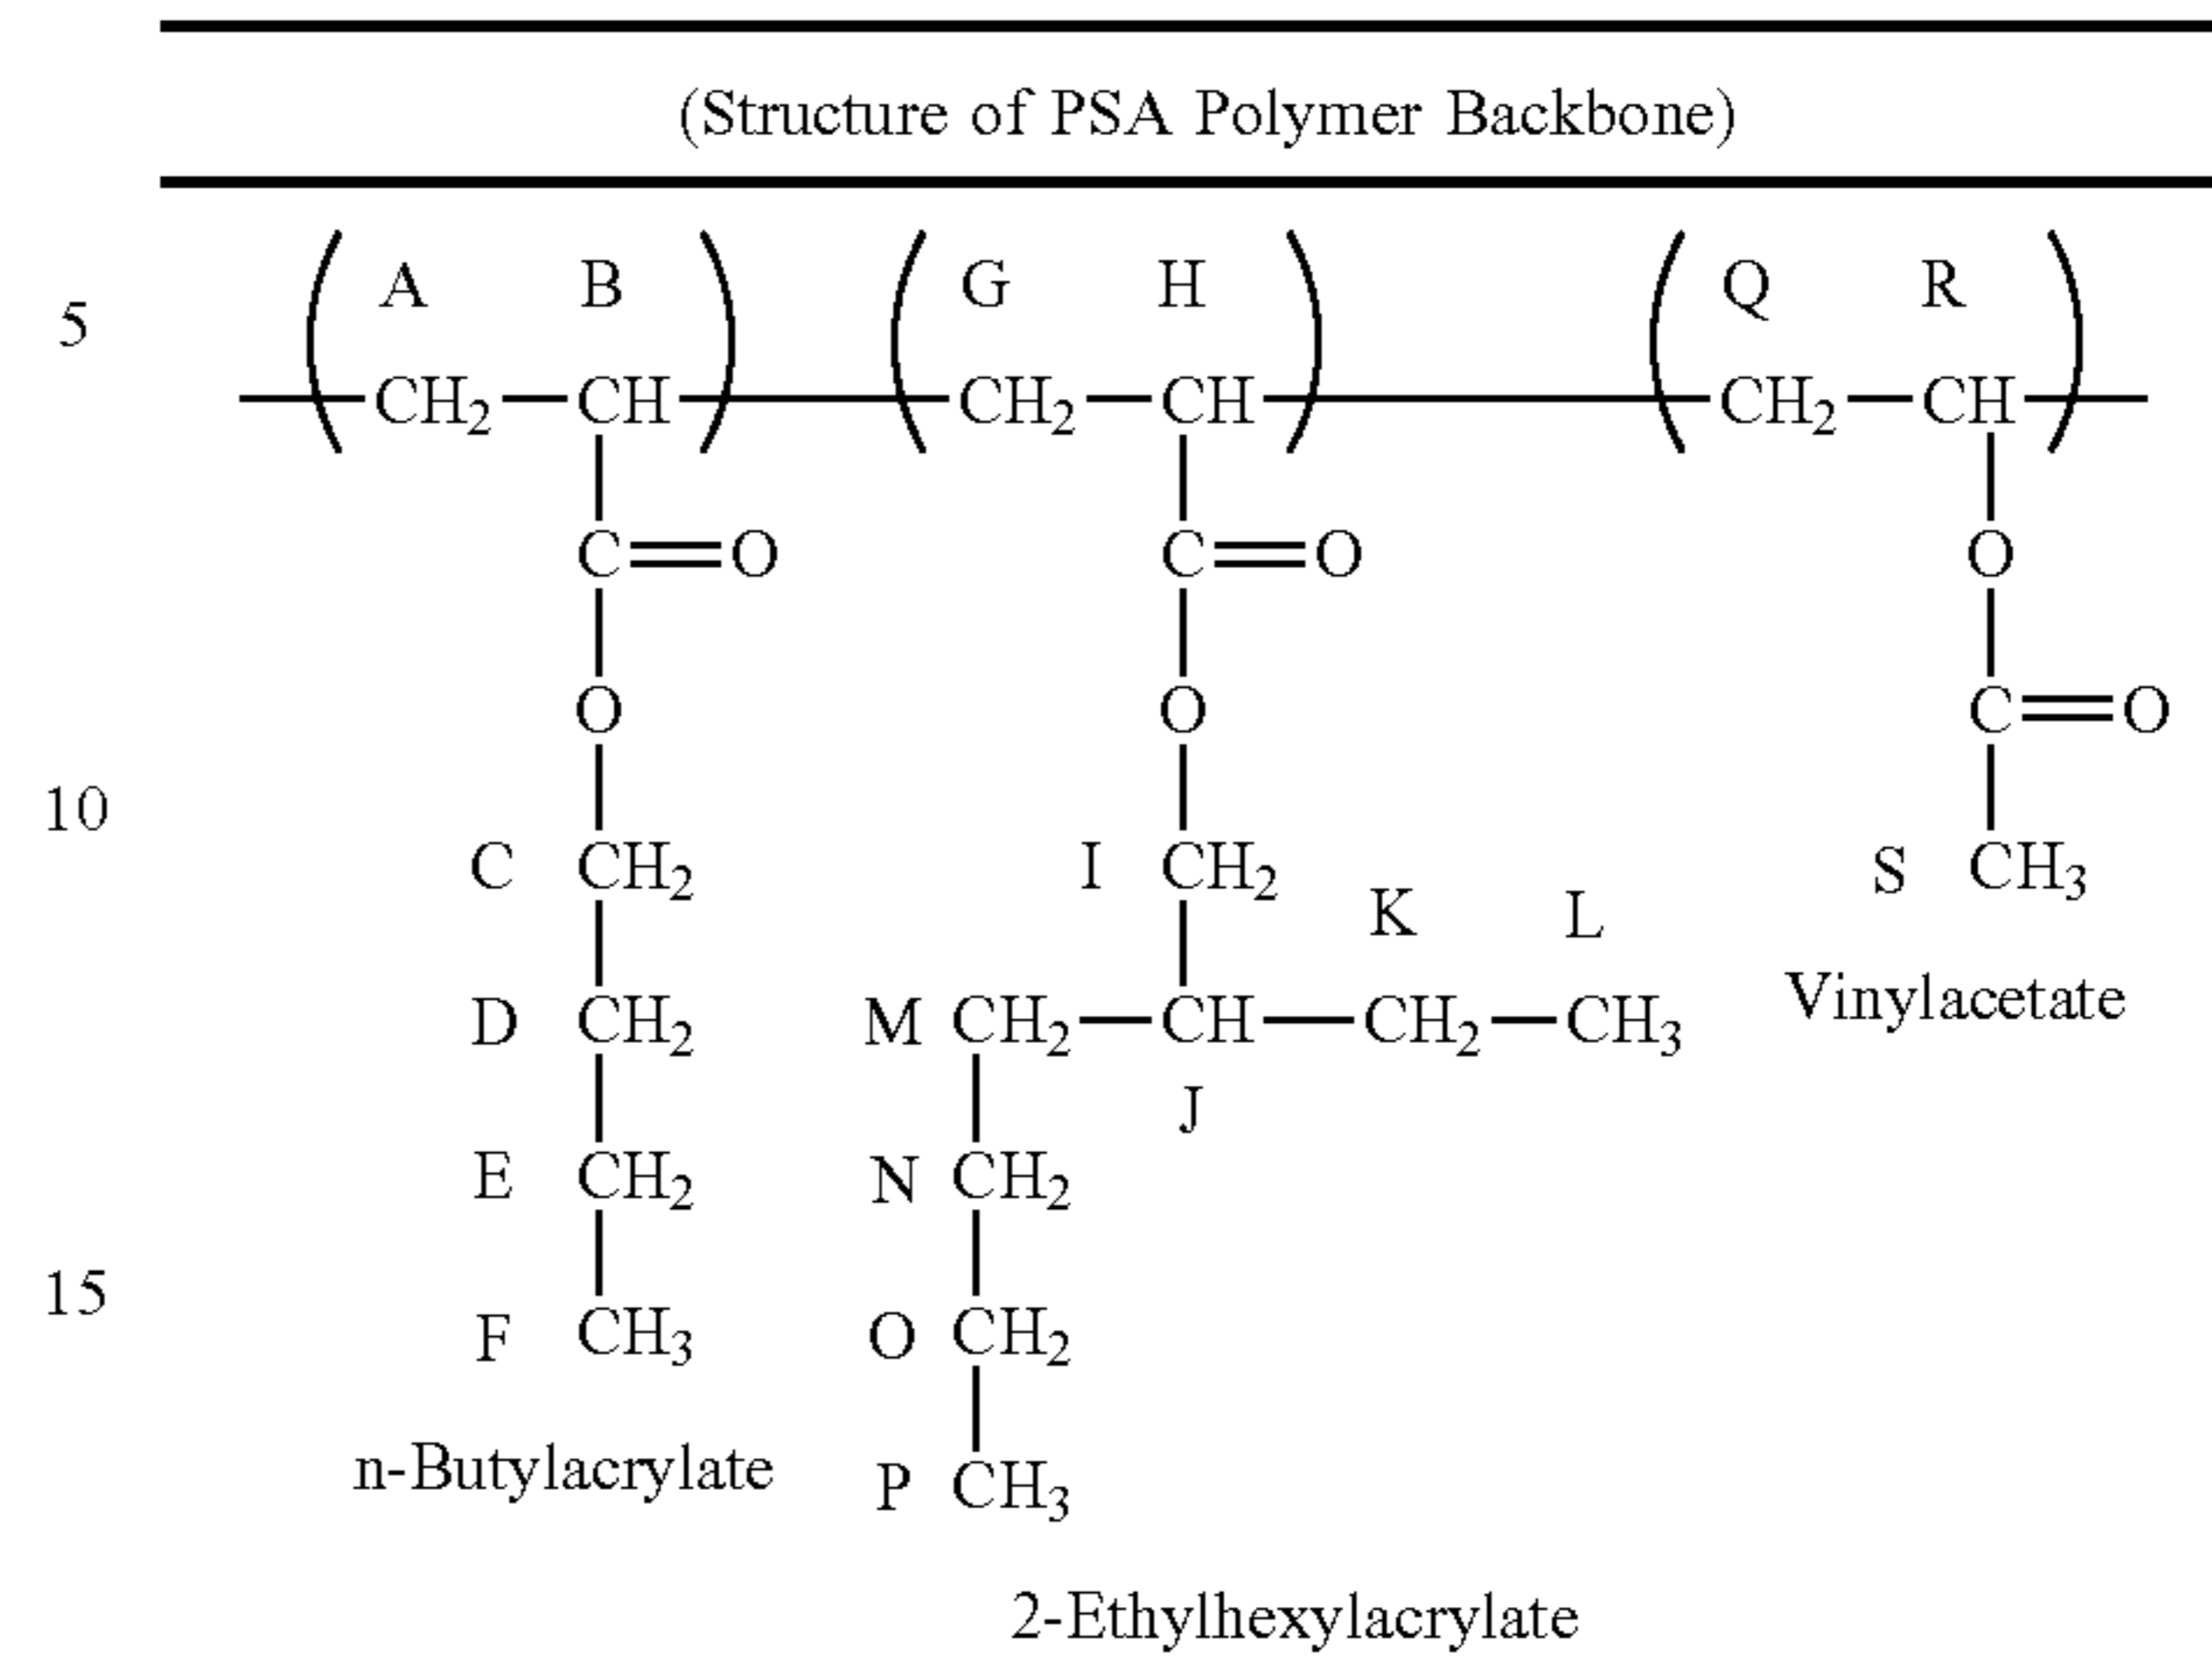 (Structure of PSA Polymer Backbone)
A B G H Q R
5
CH2 CH CH2 CH CH2 CH
C O C O O
O O C O
10
C CH2 I CH2 S CH3
K L
D CH2 M CH2 CH CH2 CH3 Vinylacetate
J
E CH2 N CH2
15
F CH3 O CH2
n-Butylacrylate P CH3
2-Ethylhexylacrylate